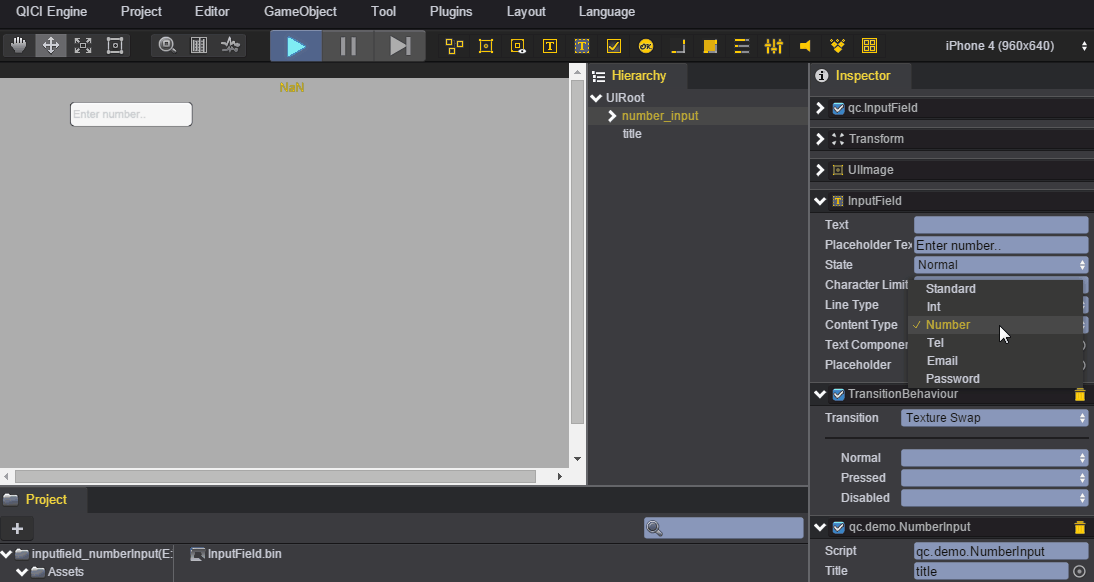 QICI Engine Project Editor GameObject Tool Plugins Layout Language
iPhone 4 (960x640)
NaN
Enter number..
Hierarchy
UIRoot
number_input
title
Inspector
qc.InputField
Transform
UIImage
InputField
Text
Placeholder Tex Enter number..
State Normal
Character Limit
Line Type
Content Type
Text Componer
Placeholder
Standard
Int
✓ Number
Tel
Email
Password
TransitionBehaviour
Transition Texture Swap
Normal
Pressed
Disabled
qc.demo.NumberInput
Script qc.demo.NumberInput
Title title
Project
+
inputfield_numberInput(E:
Assets
InputField.bin